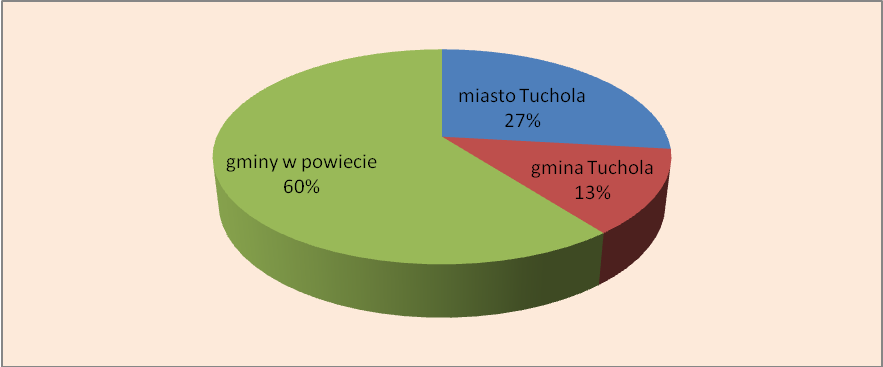 miasto Tuchola
27%
gmina Tuchola
13%
gminy w powiecie
60%